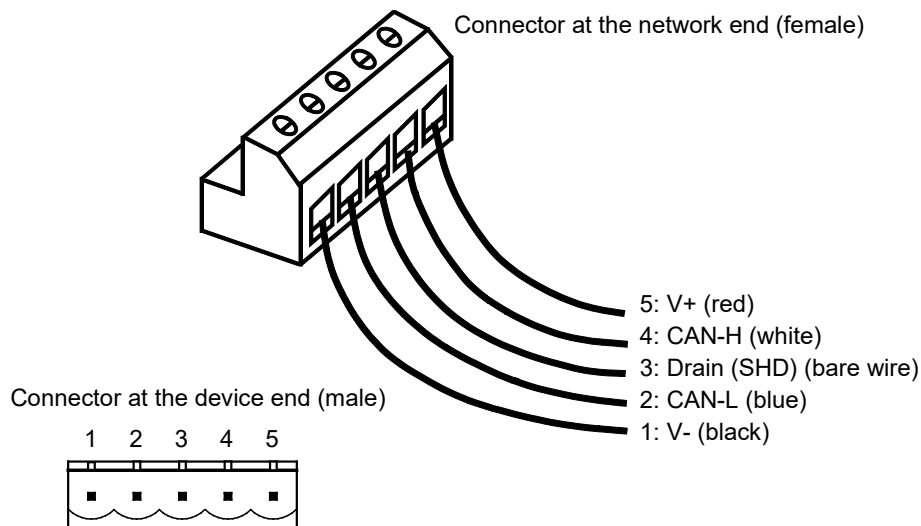 Connector at the network end (female)
5: V+ (red)
4: CAN-H (white)
3: Drain (SHD) (bare wire)
2: CAN-L (blue)
1: V- (black)
Connector at the device end (male)
1 2 3 4 5